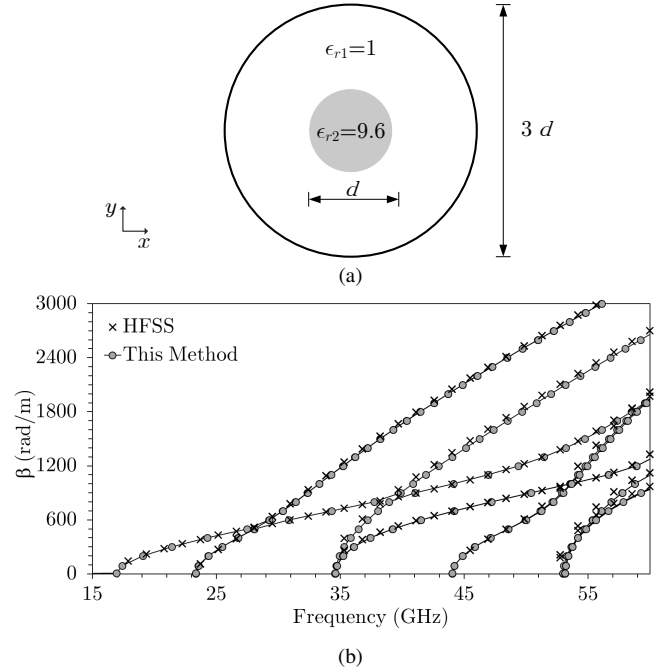 ϵr1=1
ϵr2=9.6
3 d
d
y
x
(a)
3000
2400
1800
1200
600
0
β (rad/m)
× HFSS
This Method
15 25 35 45 55
Frequency (GHz)
(b)